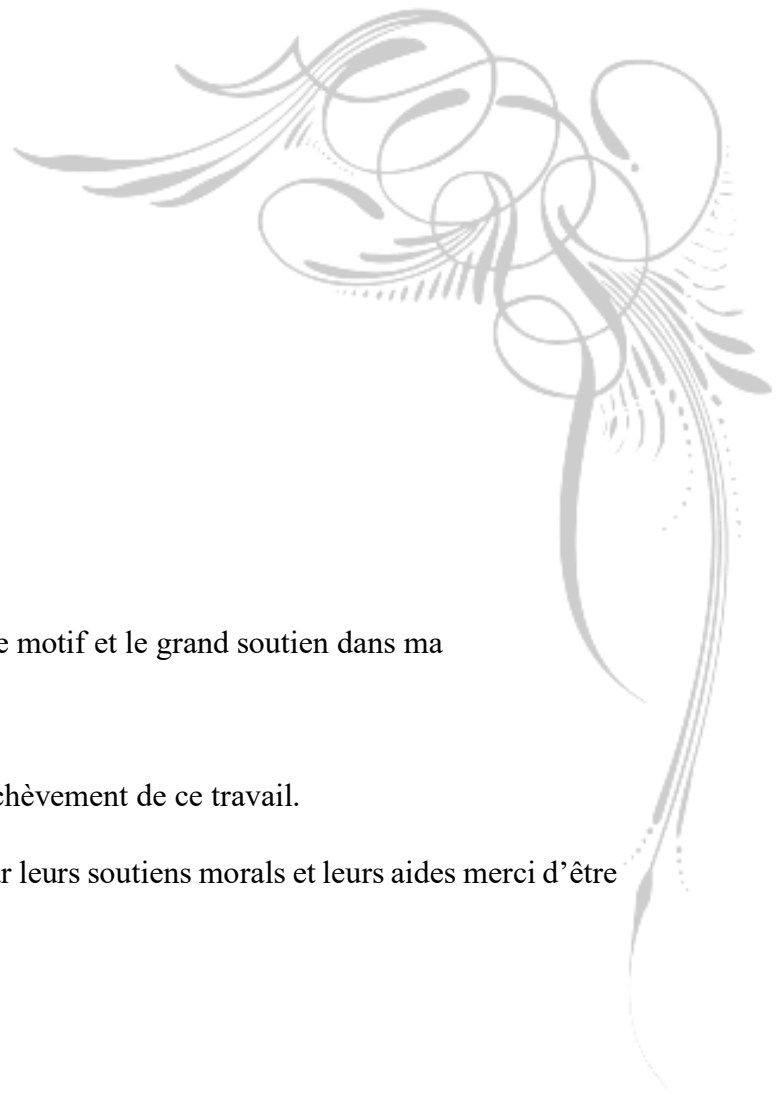 motif et le grand soutien dans ma
chèvement de ce travail.
leurs soutiens morals et leurs aides merci d’être